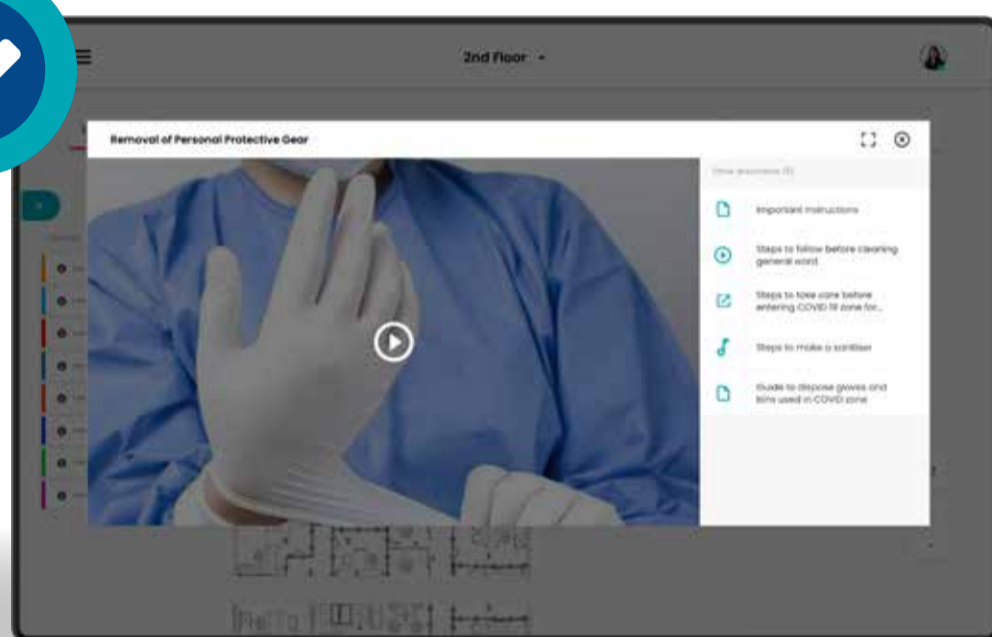 2nd Floor
Removal of Personal Protective Gear
Important Instructions
Steps to follow before cleaning
general ward
Steps to take care before
entering COVID 19 zone for...
Steps to make a sanitiser
Guide to dispose gloves and
bins used in COVID zone